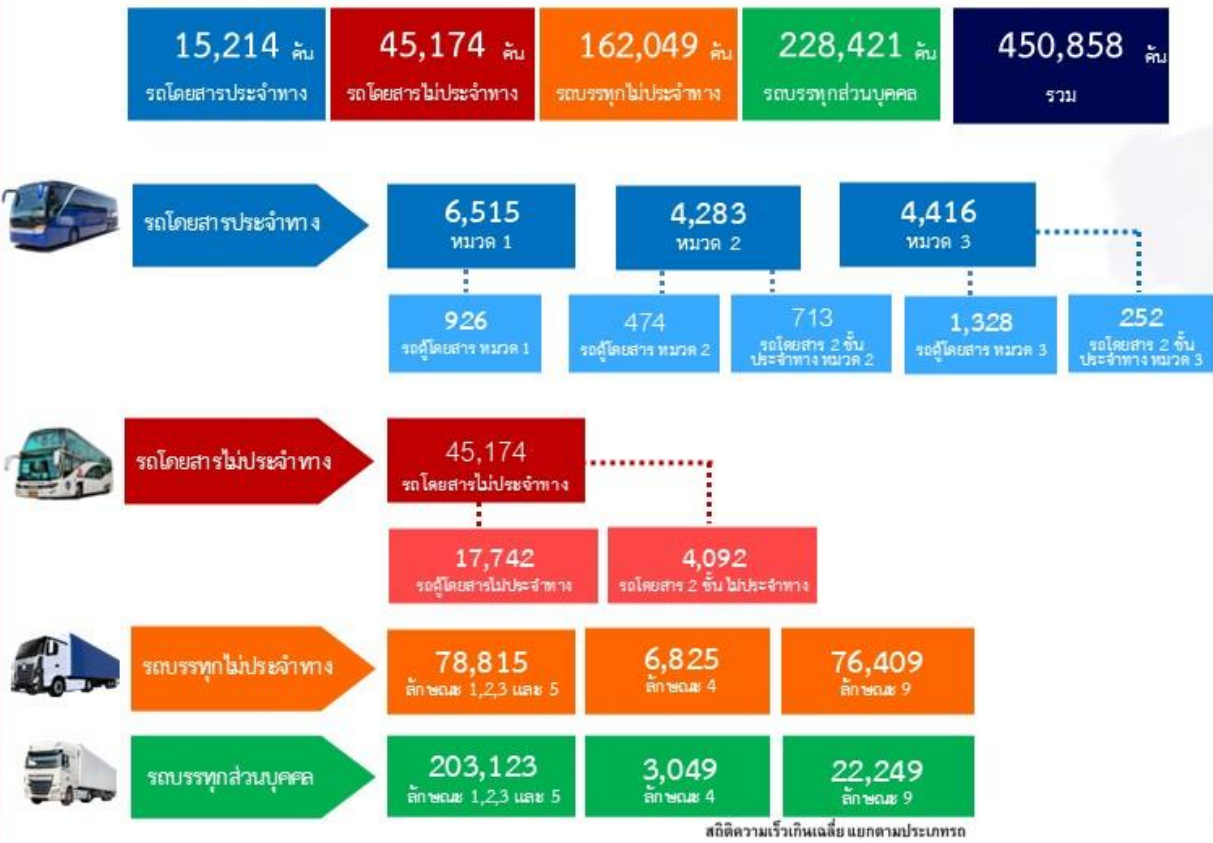 15,214 คัน
รถโดยสารประจำทาง
45,174 คัน
รถโดยสารไม่ประจำทาง
162,049 คัน
รถบรรทุกไม่ประจำทาง
228,421 คัน
รถบรรทุกส่วนบุคคล
450,858 คัน
รวม
รถโดยสารประจำทาง
6,515
หมวด 1
4,283
หมวด 2
4,416
หมวด 3
926
รถตู้โดยสาร หมวด 1
474
รถตู้โดยสาร หมวด 2
713
รถโดยสาร 2 ชั้น
ประจำทาง หมวด 2
1,328
รถตู้โดยสาร หมวด 3
252
รถโดยสาร 2 ชั้น
ประจำทาง หมวด 3
รถโดยสารไม่ประจำทาง
45,174
รถโดยสารไม่ประจำทาง
17,742
รถตู้โดยสารไม่ประจำทาง
4,092
รถโดยสาร 2 ชั้น ไม่ประจำทาง
รถบรรทุกไม่ประจำทาง
78,815
ลักษณะ 1,2,3 และ 5
6,825
ลักษณะ 4
76,409
ลักษณะ 9
รถบรรทุกส่วนบุคคล
203,123
ลักษณะ 1,2,3 และ 5
3,049
ลักษณะ 4
22,249
ลักษณะ 9
สถิติความเร็วเกินเฉลี่ย แยกตามประเภทรถ